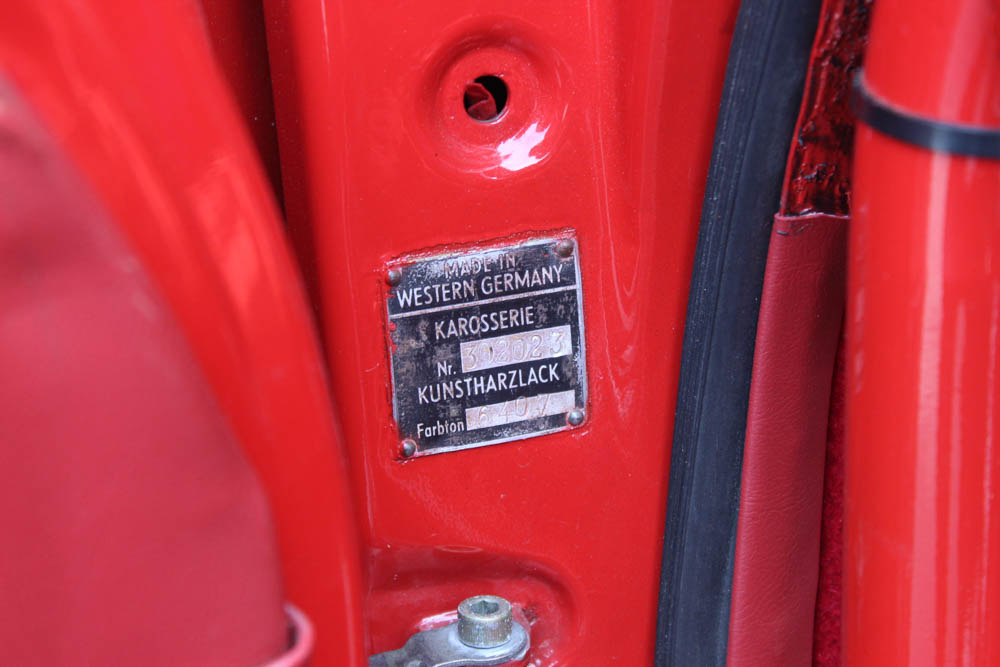 MADE IN
WESTERN GERMANY
KAROSSERIE
Nr. 302023
KUNSTHARZLACK
Farbton 6407